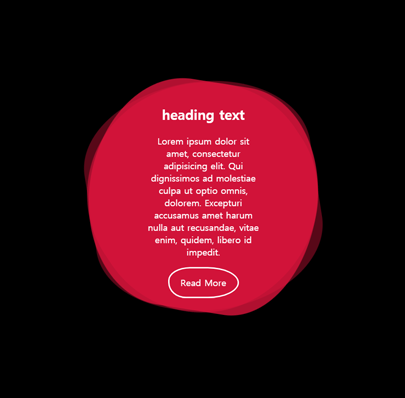 heading text
Lorem ipsum dolor sit
amet, consectetur
adipisicing elit. Qui
dignissimos ad molestiae
culpa ut optio omnis,
dolorem. Excepturi
accusamus amet harum
nulla aut recusandae, vitae
enim, quidem, libero id
impedit.
Read More